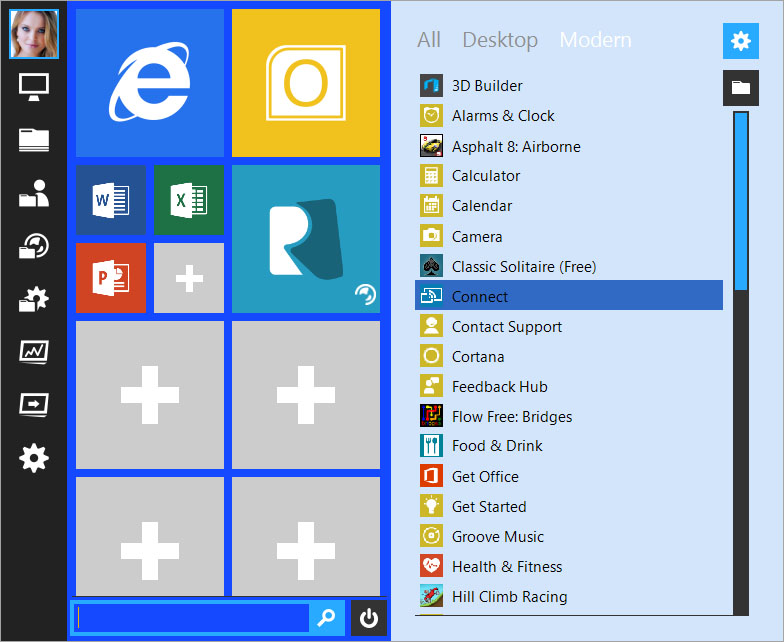 All Desktop Modern
3D Builder
Alarms & Clock
Asphalt 8: Airborne
Calculator
Calendar
Camera
Classic Solitaire (Free)
Connect
Contact Support
Cortana
Feedback Hub
Flow Free: Bridges
Food & Drink
Get Office
Get Started
Groove Music
Health & Fitness
Hill Climb Racing